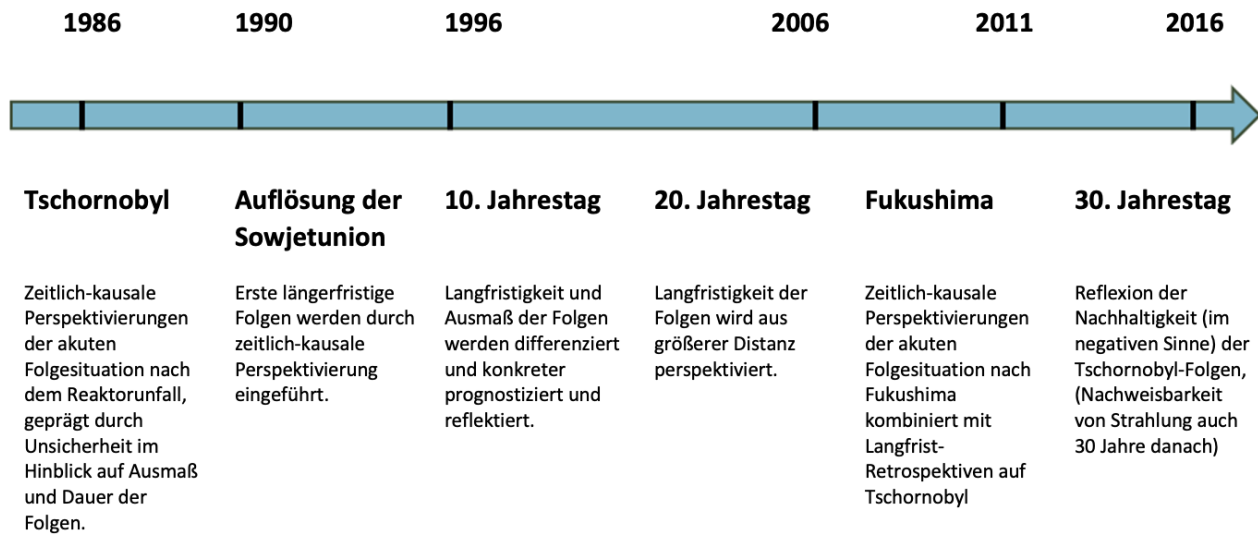 1986
1990
1996
2006
2011
2016
Tschornobyl
Zeitlich-kausale
Perspektivierungen
der akuten
Folgesituation nach
dem Reaktorunfall,
geprägt durch
Unsicherheit im
Hinblick auf Ausmaß
und Dauer der
Folgen.
Auflösung der
Sowjetunion
Erste längerfristige
Folgen werden durch
zeitlich-kausale
Perspektivierung
eingeführt.
10. Jahrestag
Langfristigkeit und
Ausmaß der Folgen
werden differenziert
und konkreter
prognostiziert und
reflektiert.
20. Jahrestag
Langfristigkeit der
Folgen wird aus
größerer Distanz
perspektiviert.
Fukushima
Zeitlich-kausale
Perspektivierungen
der akuten
Folgesituation nach
Fukushima
kombiniert mit
Langfrist-
Retrospektiven auf
Tschornobyl
30. Jahrestag
Reflexion der
Nachhaltigkeit (im
negativen Sinne) der
Tschornobyl-Folgen,
(Nachweisbarkeit
von Strahlung auch
30 Jahre danach)